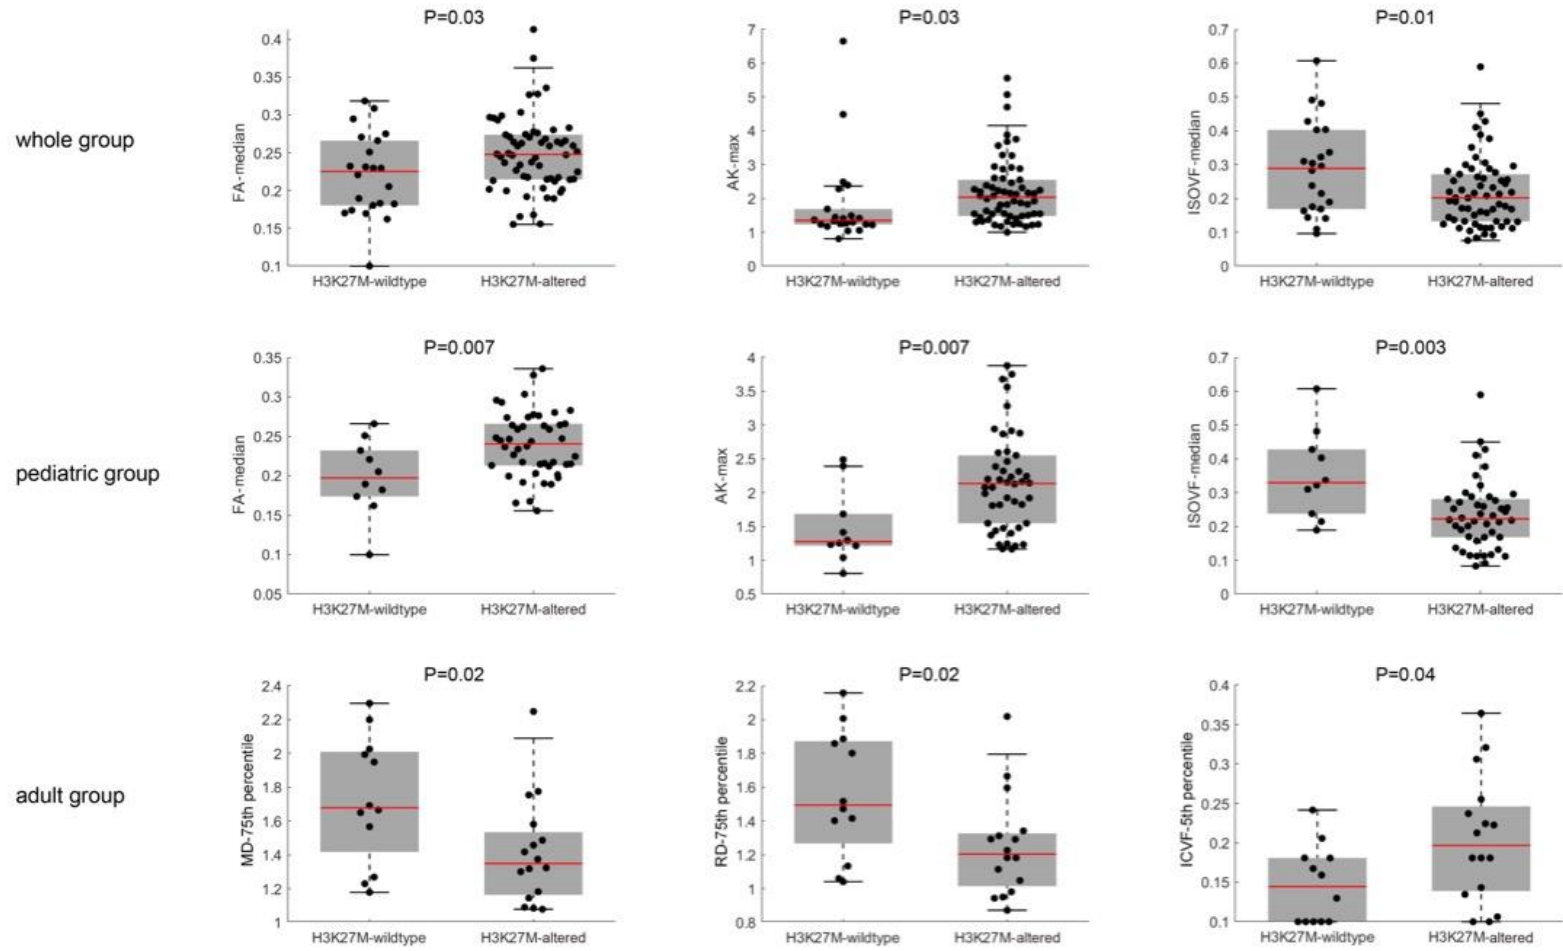 whole group
P=0.03
FA-median
0.4
0.35
0.3
0.25
0.2
0.15
0.1
H3K27M-wildtype
H3K27M-altered
P=0.03
AK-max
7
6
5
4
3
2
1
0
H3K27M-wildtype
H3K27M-altered
P=0.01
ISOVF-median
0.7
0.6
0.5
0.4
0.3
0.2
0.1
0
H3K27M-wildtype
H3K27M-altered
pediatric group
P=0.007
FA-median
0.35
0.3
0.25
0.2
0.15
0.1
0.05
H3K27M-wildtype
H3K27M-altered
P=0.007
AK-max
4
3.5
3
2.5
2
1.5
1
0.5
H3K27M-wildtype
H3K27M-altered
P=0.003
ISOVF-median
0.7
0.6
0.5
0.4
0.3
0.2
0.1
0
H3K27M-wildtype
H3K27M-altered
adult group
P=0.02
MD-75th percentile
2.4
2.2
2
1.8
1.6
1.4
1.2
1
H3K27M-wildtype
H3K27M-altered
P=0.02
RD-75th percentile
2.2
2
1.8
1.6
1.4
1.2
1
0.8
H3K27M-wildtype
H3K27M-altered
P=0.04
ICVF-5th percentile
0.4
0.35
0.3
0.25
0.2
0.15
0.1
H3K27M-wildtype
H3K27M-altered